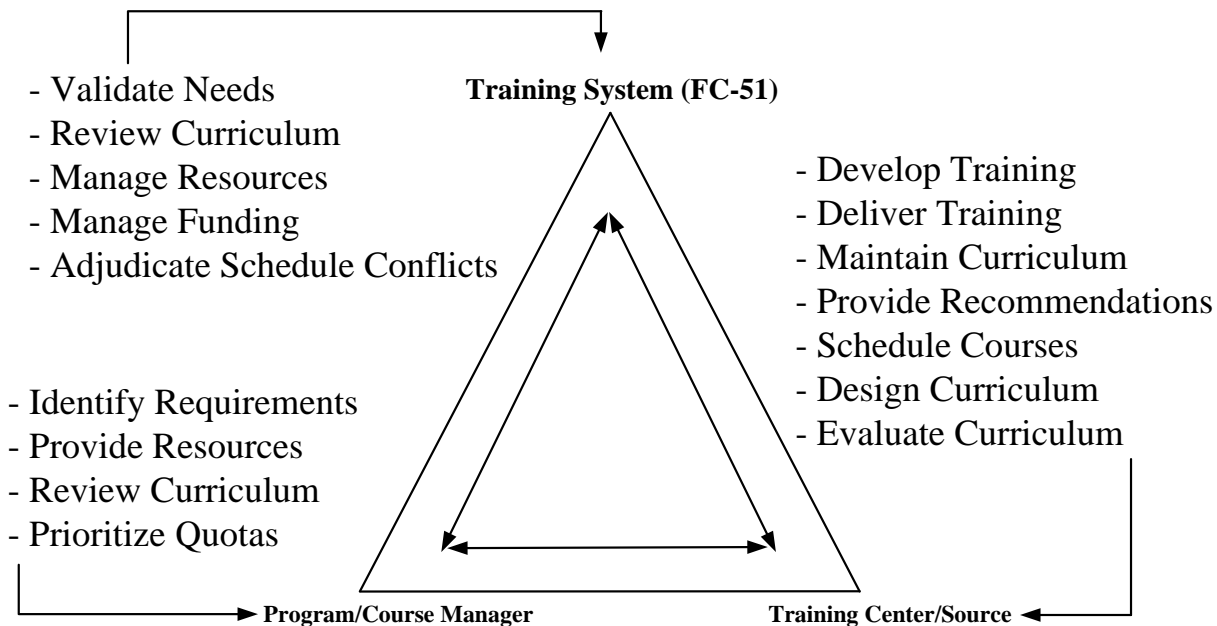 Training System (FC-51)
- Validate Needs
- Review Curriculum
- Manage Resources
- Manage Funding
- Adjudicate Schedule Conflicts
- Develop Training
- Deliver Training
- Maintain Curriculum
- Provide Recommendations
- Schedule Courses
- Design Curriculum
- Evaluate Curriculum
- Identify Requirements
- Provide Resources
- Review Curriculum
- Prioritize Quotas
Program/Course Manager
Training Center/Source